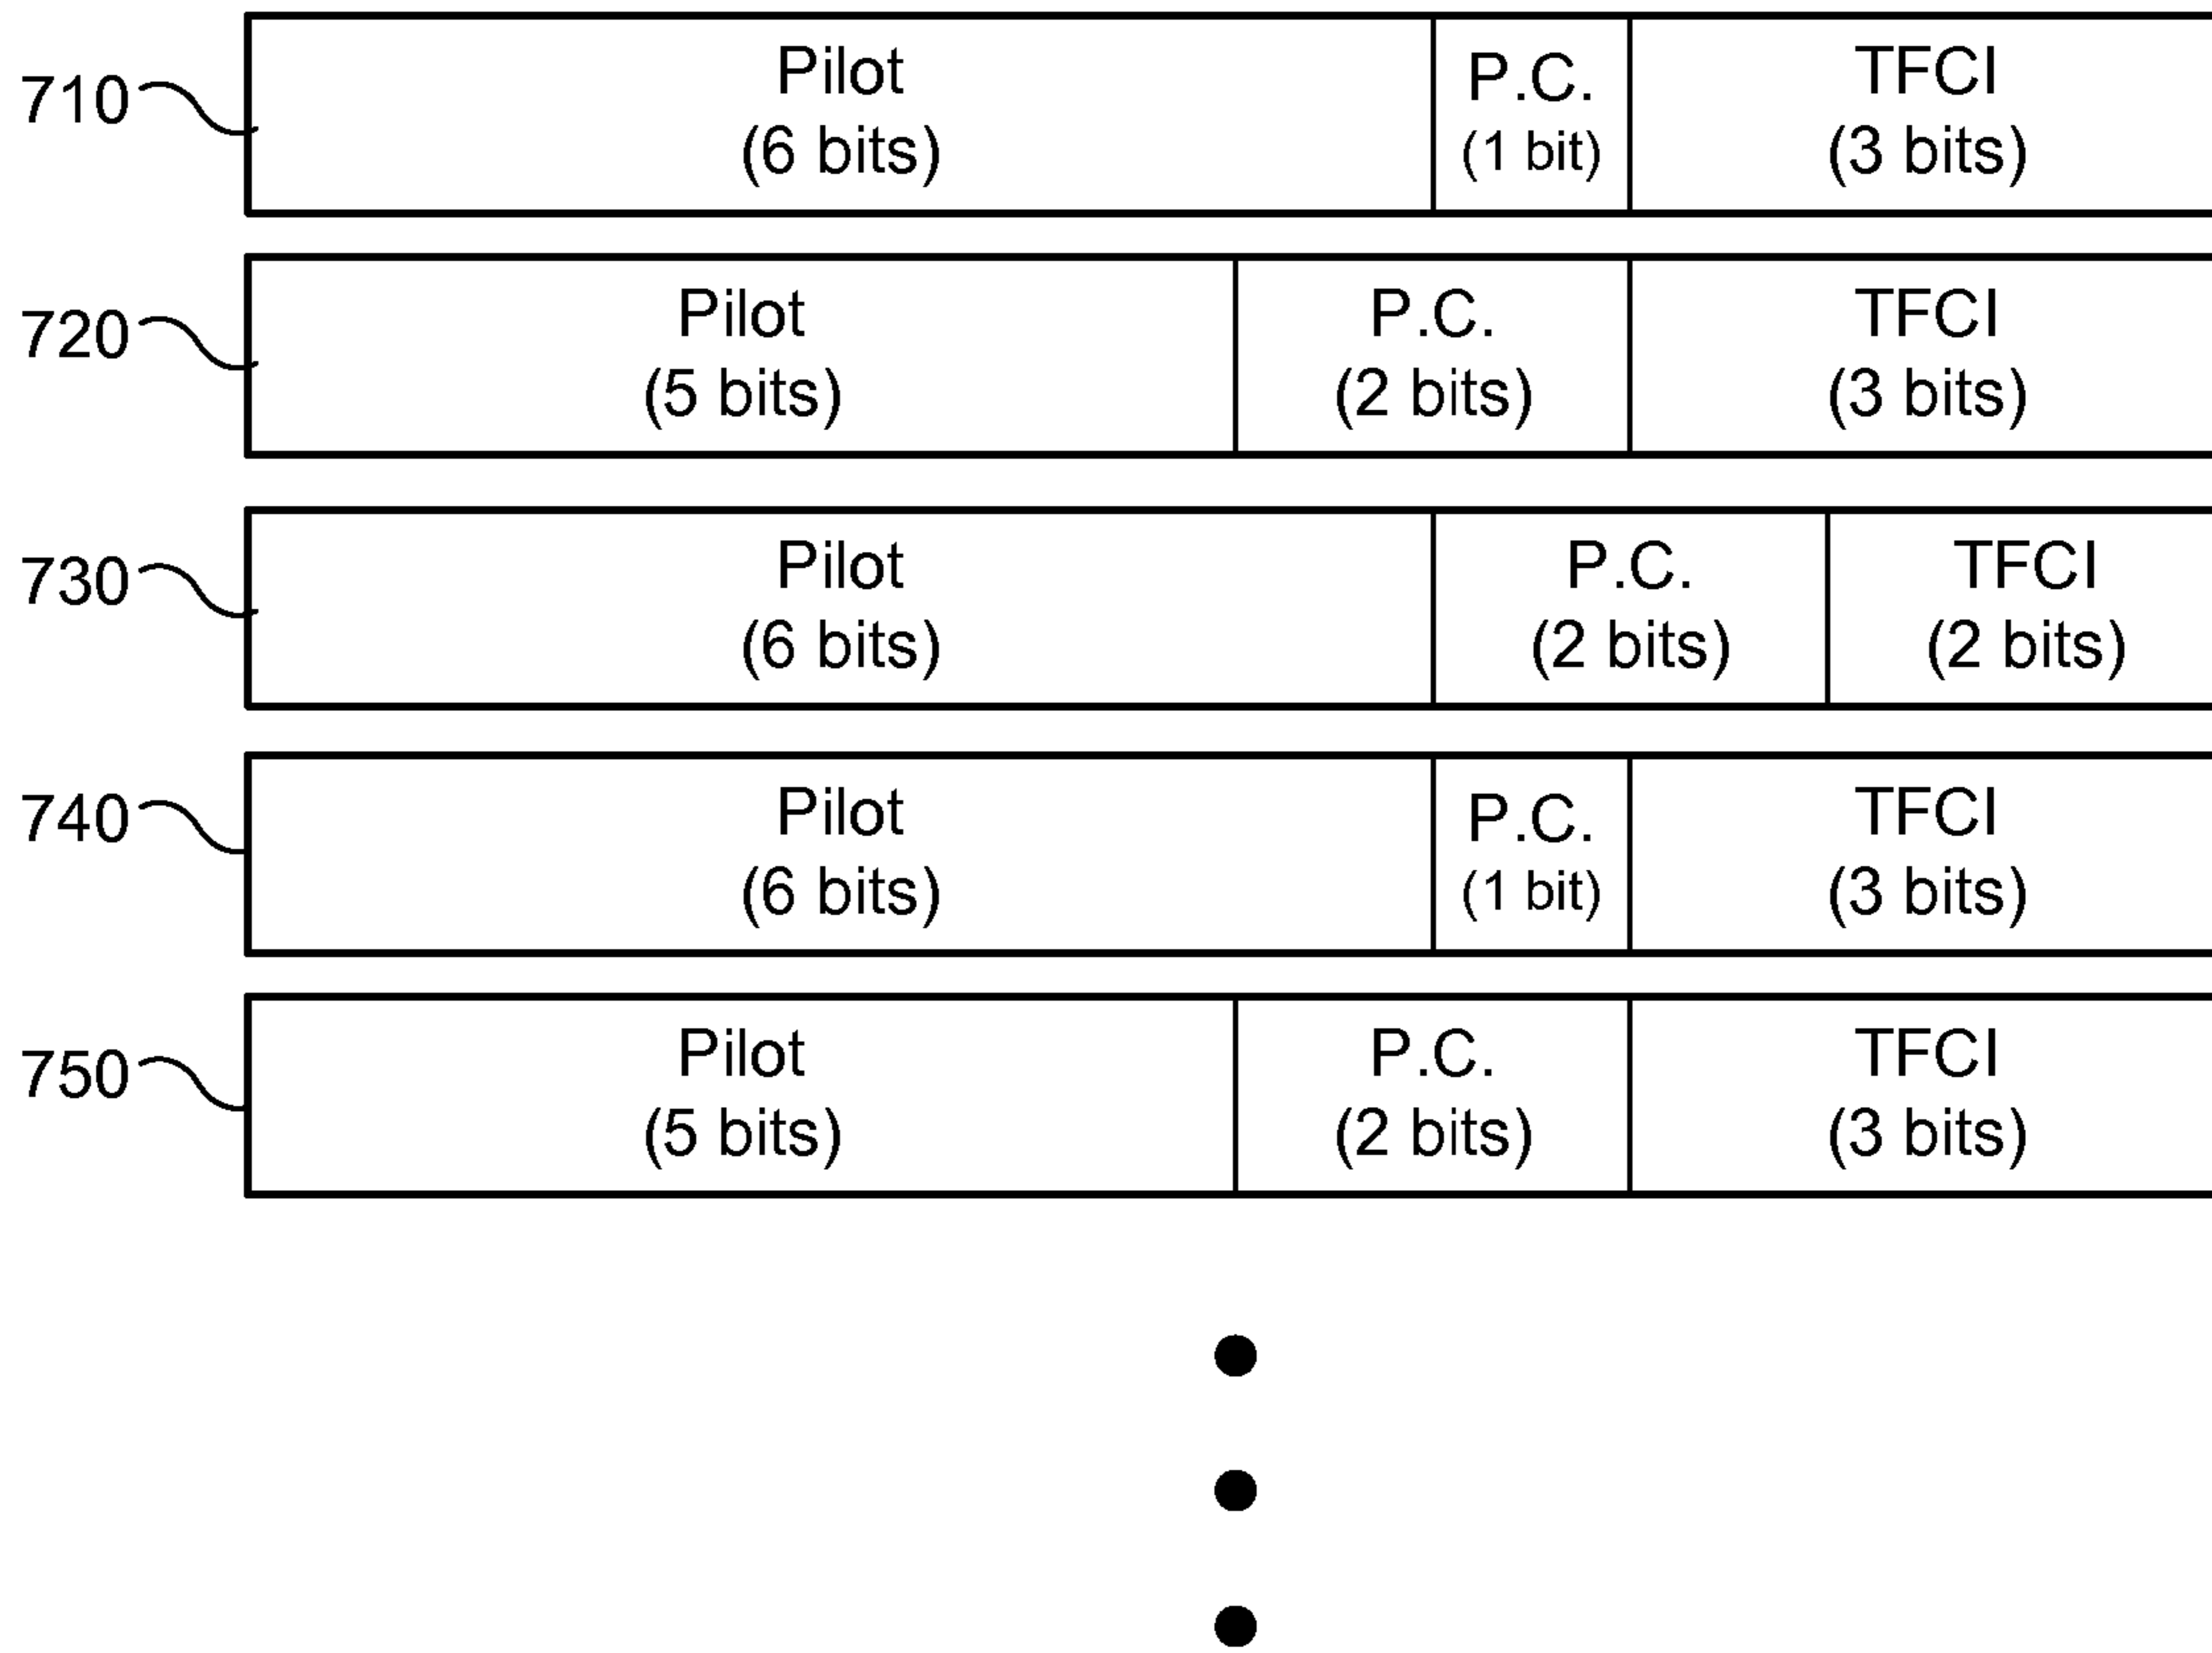 710
Pilot
(6 bits)
P.C.
(1 bit)
TFCI
(3 bits)
720
Pilot
(5 bits)
P.C.
(2 bits)
TFCI
(3 bits)
730
Pilot
(6 bits)
P.C.
(2 bits)
TFCI
(2 bits)
740
Pilot
(6 bits)
P.C.
(1 bit)
TFCI
(3 bits)
750
Pilot
(5 bits)
P.C.
(2 bits)
TFCI
(3 bits)